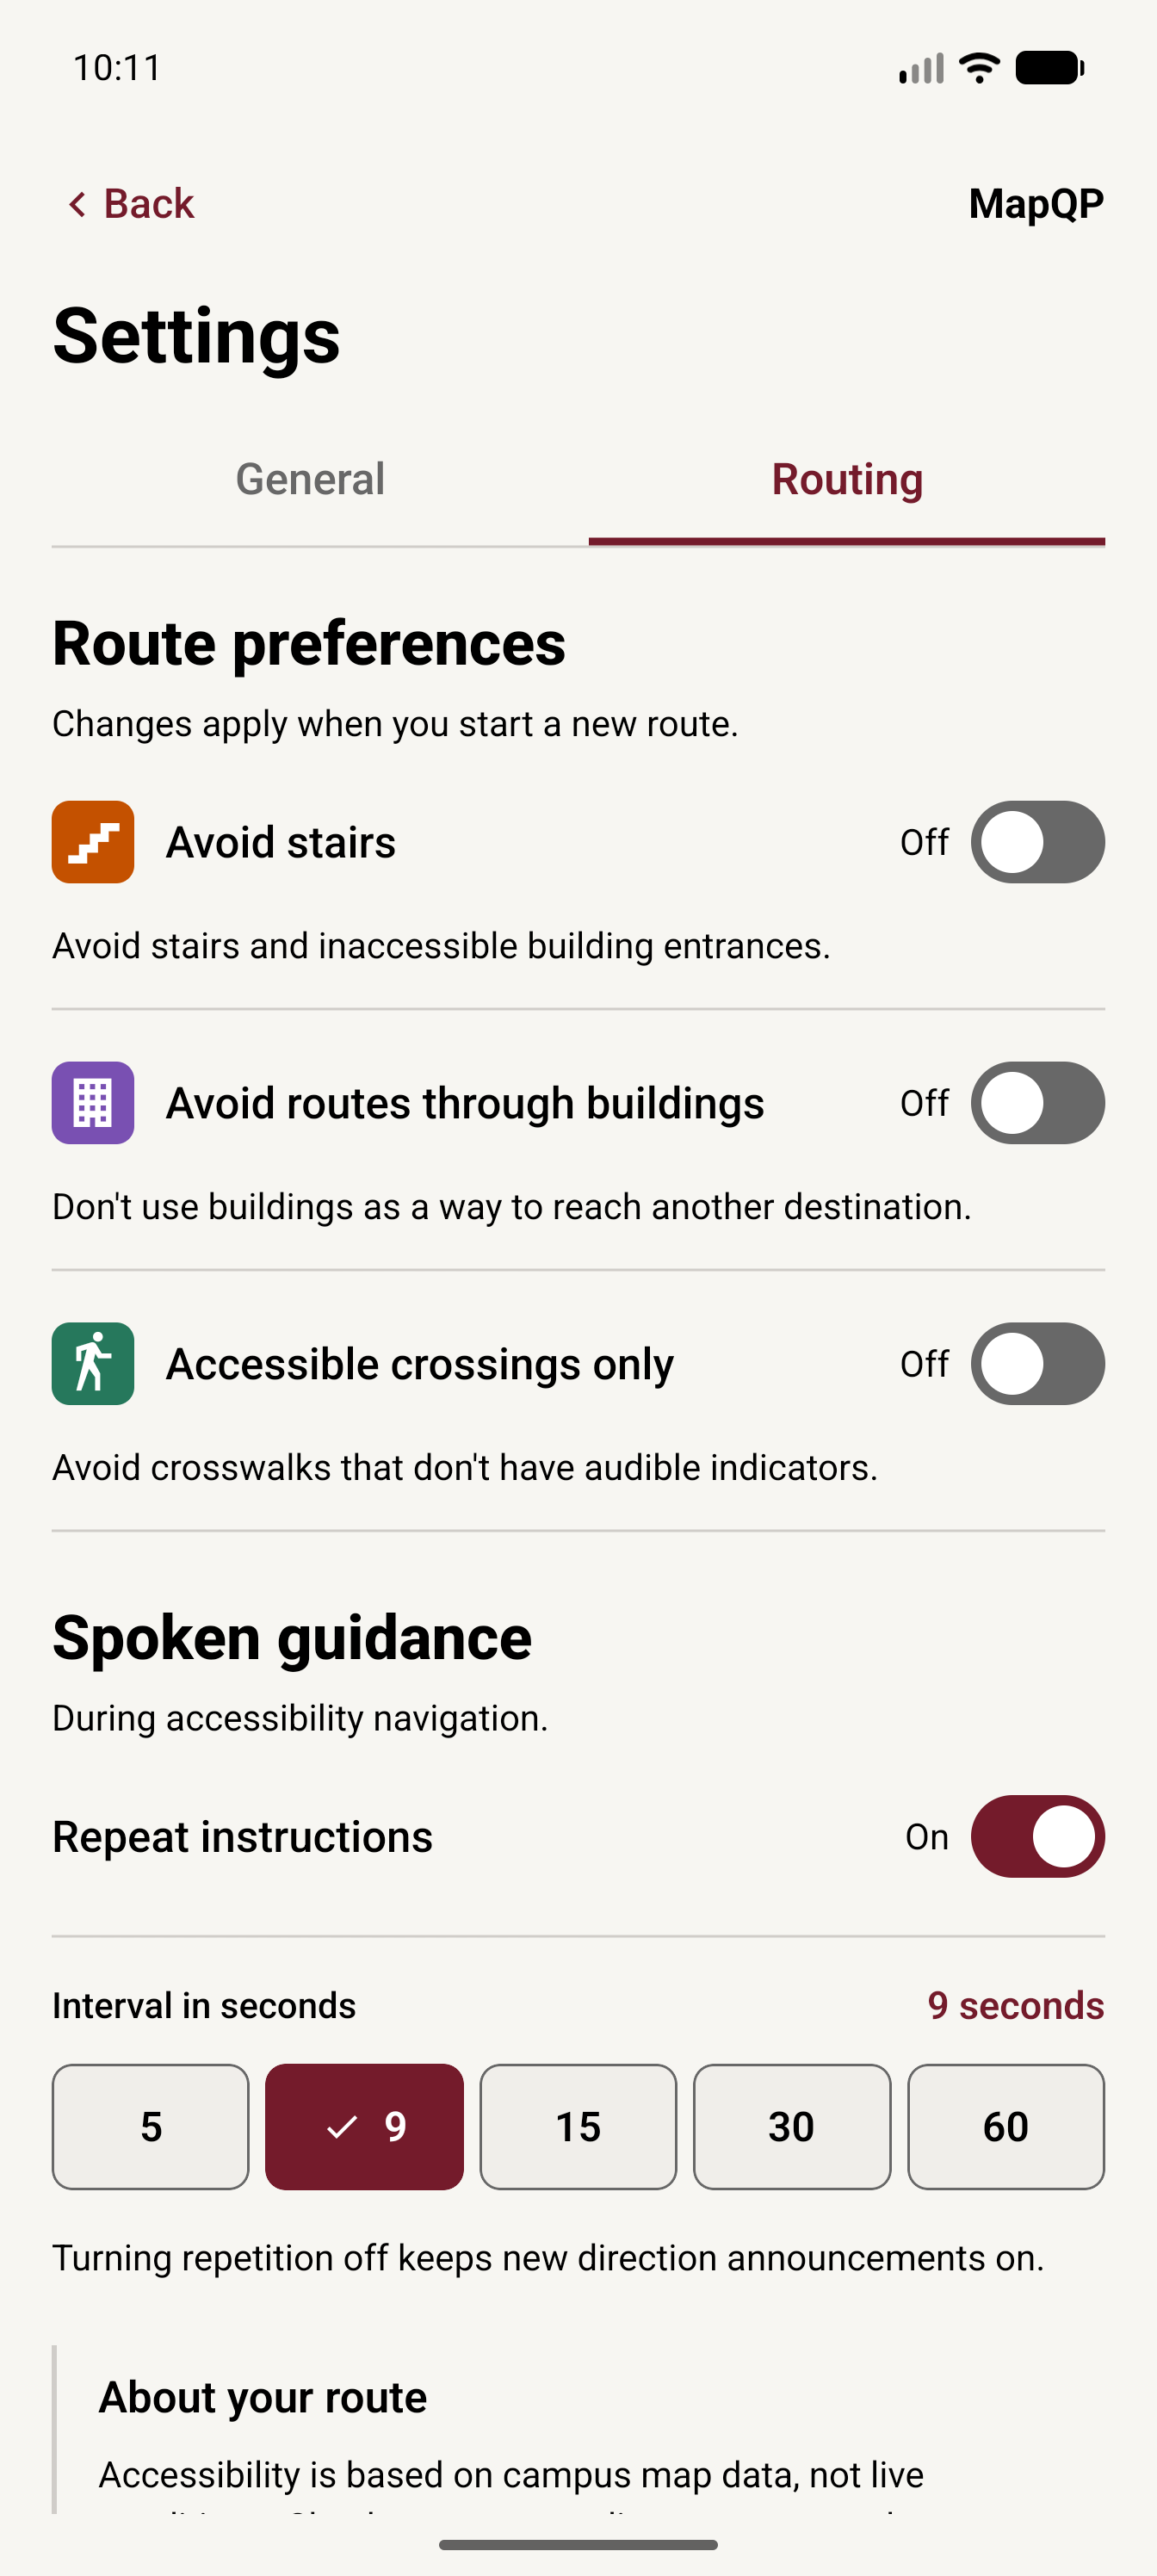 10:11
Back
MapQP
Settings
General
Routing
Route preferences
Changes apply when you start a new route.
Avoid stairs
Off
Avoid stairs and inaccessible building entrances.
Avoid routes through buildings
Off
Don't use buildings as a way to reach another destination.
Accessible crossings only
Off
Avoid crosswalks that don't have audible indicators.
Spoken guidance
During accessibility navigation.
Repeat instructions
On
Interval in seconds
9 seconds
5
9
15
30
60
Turning repetition off keeps new direction announcements on.
About your route
Accessibility is based on campus map data, not live